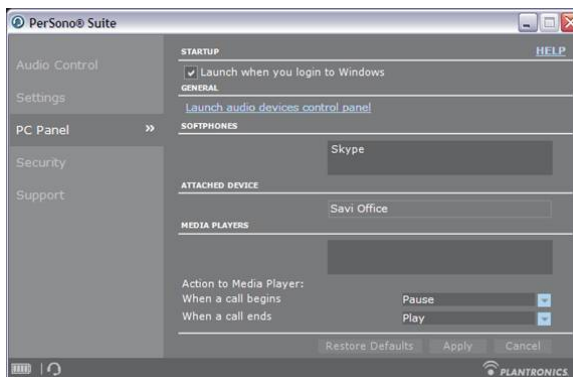 PerSono® Suite
Audio Control
Settings
PC Panel »
Security
Support
STARTUP
HELP
Launch when you login to Windows
GENERAL
Launch audio devices control panel
SOFTPHONES
Skype
ATTACHED DEVICE
Savi Office
MEDIA PLAYERS
Action to Media Player:
When a call begins Pause
When a call ends Play
Restore Defaults Apply Cancel
PLANTRONICS